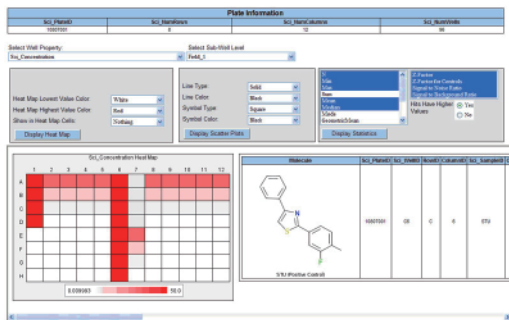 Plate Information
Sci_PlateID Sci_NumRows Sci_NumColumns Sci_NumWells
10007001 8 12 96
Select Well Property: Select Sub-Well Level
Sci_Concentration Field_1
Heat Map Lowest Value Color: White
Heat Map Highest Value Color: Red
Show in Heat Map Cells: Nothing
Display Heat Map
Line Type: Solid
Line Color: Black
Symbol Type: Square
Symbol Color: Black
Display Scatter Plots
N
Min
Max
Sum
Mean
Median
Mode
GeometricMean
Z-Factor
Z-Factor for Controls
Signal to Noise Ratio
Signal to Background Ratio
Hits Have Higher Values Yes No
Display Statistics
Sci_Concentration Heat Map
1 2 3 4 5 6 7 8 9 10 11 12
A
B
C
D
E
F
G
H
10.0
Molecule Sci_PlateID Sci_WellID RowID ColumnID Sci_SampleID
10007001 C6 C 6 STU
N
S
F
STU (Positive Control)